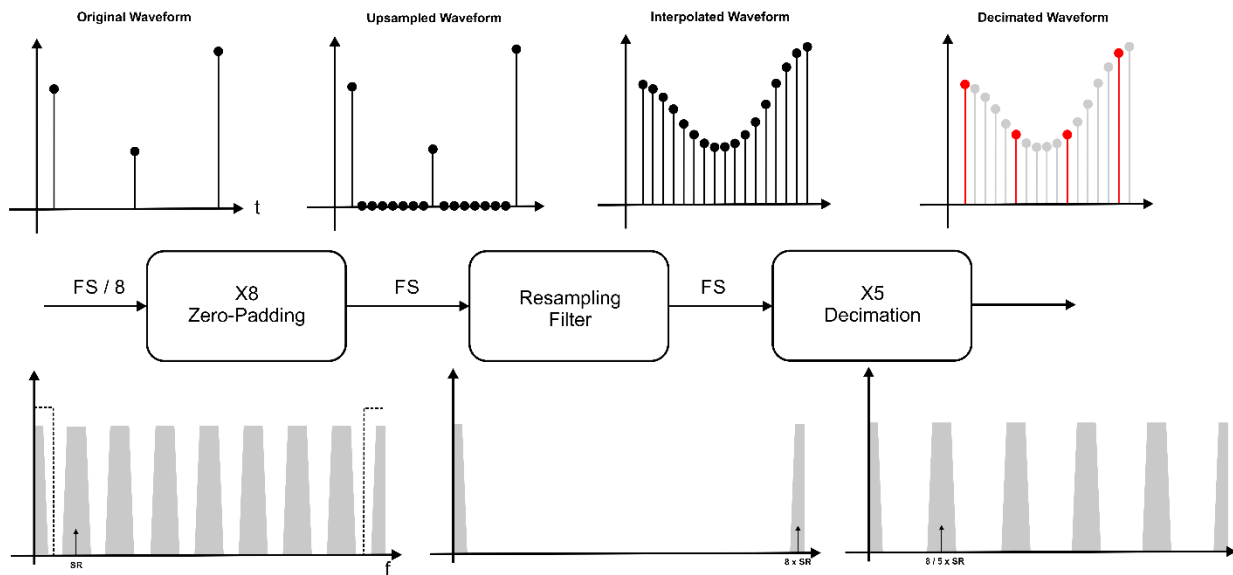 Original Waveform
Upsampled Waveform
Interpolated Waveform
Decimated Waveform
t
FS / 8
X8
Zero-Padding
FS
Resampling
Filter
FS
X5
Decimation
SR
f
8 x SR
8 / 5 x SR